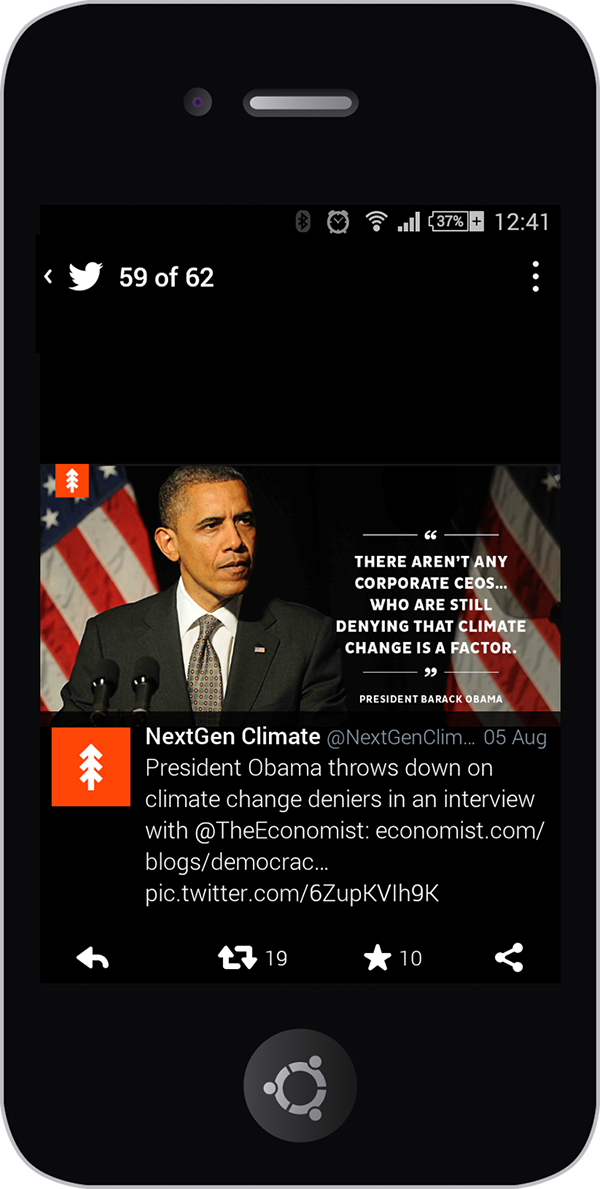 37% 12:41
59 of 62
“
THERE AREN'T ANY
CORPORATE CEOS...
WHO ARE STILL
DENYING THAT CLIMATE
CHANGE IS A FACTOR.
”
PRESIDENT BARACK OBAMA
NextGen Climate @NextGenClim... 05 Aug
President Obama throws down on
climate change deniers in an interview
with @TheEconomist: economist.com/
blogs/democrac...
pic.twitter.com/6ZupKVIh9K
19 10